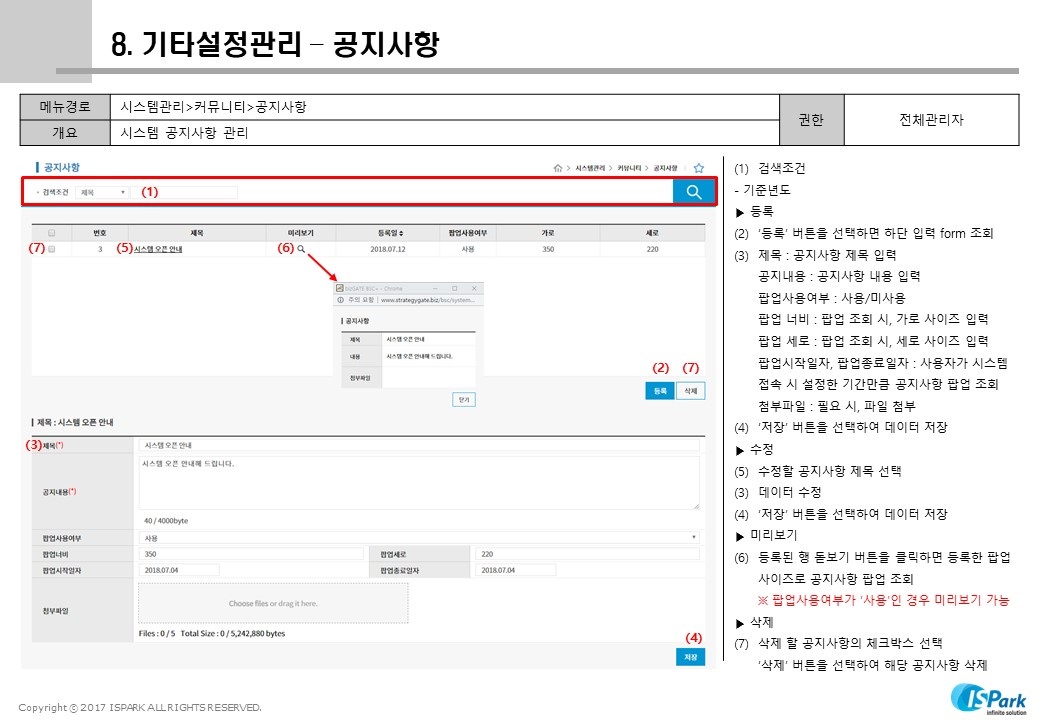 8. 기타설정관리 – 공지사항
메뉴경로 시스템관리>커뮤니티>공지사항 권한 전체관리자
개요 시스템 공지사항 관리
공지사항
시스템관리 > 커뮤니티 > 공지사항
검색조건 제목 (1)
번호 제목 미리보기 등록일 팝업사용여부 가로 세로
(7) 3 (5) 시스템 오픈 안내 (6) 2018.07.12 사용 350 220
bizGATE BSC+ - Chrome
주의 요함 | www.strategygate.biz/bsc/system...
공지사항
제목 시스템 오픈 안내
내용 시스템 오픈 안내해 드립니다.
첨부파일
닫기
(2) (7)
등록 삭제
제목 : 시스템 오픈 안내
(3) 제목(*) 시스템 오픈 안내
공지내용(*) 시스템 오픈 안내해 드립니다.
40 / 4000byte
팝업사용여부 사용
팝업너비 350 팝업세로 220
팝업시작일자 2018.07.04 팝업종료일자 2018.07.04
첨부파일 Choose files or drag it here.
Files : 0 / 5 Total Size : 0 / 5,242,880 bytes
(4)
저장
(1) 검색조건
- 기준년도
▶ 등록
(2) ‘등록’ 버튼을 선택하면 하단 입력 form 조회
(3) 제목 : 공지사항 제목 입력
공지내용 : 공지사항 내용 입력
팝업사용여부 : 사용/미사용
팝업 너비 : 팝업 조회 시, 가로 사이즈 입력
팝업 세로 : 팝업 조회 시, 세로 사이즈 입력
팝업시작일자, 팝업종료일자 : 사용자가 시스템
접속 시 설정한 기간만큼 공지사항 팝업 조회
첨부파일 : 필요 시, 파일 첨부
(4) ‘저장’ 버튼을 선택하여 데이터 저장
▶ 수정
(5) 수정할 공지사항 제목 선택
(3) 데이터 수정
(4) ‘저장’ 버튼을 선택하여 데이터 저장
▶ 미리보기
(6) 등록된 행 돋보기 버튼을 클릭하면 등록한 팝업
사이즈로 공지사항 팝업 조회
※ 팝업사용여부가 ‘사용’인 경우 미리보기 가능
▶ 삭제
(7) 삭제 할 공지사항의 체크박스 선택
‘삭제’ 버튼을 선택하여 해당 공지사항 삭제
Copyright ⓒ 2017 ISPARK ALL RIGHTS RESERVED.
ISPark
infinite solution